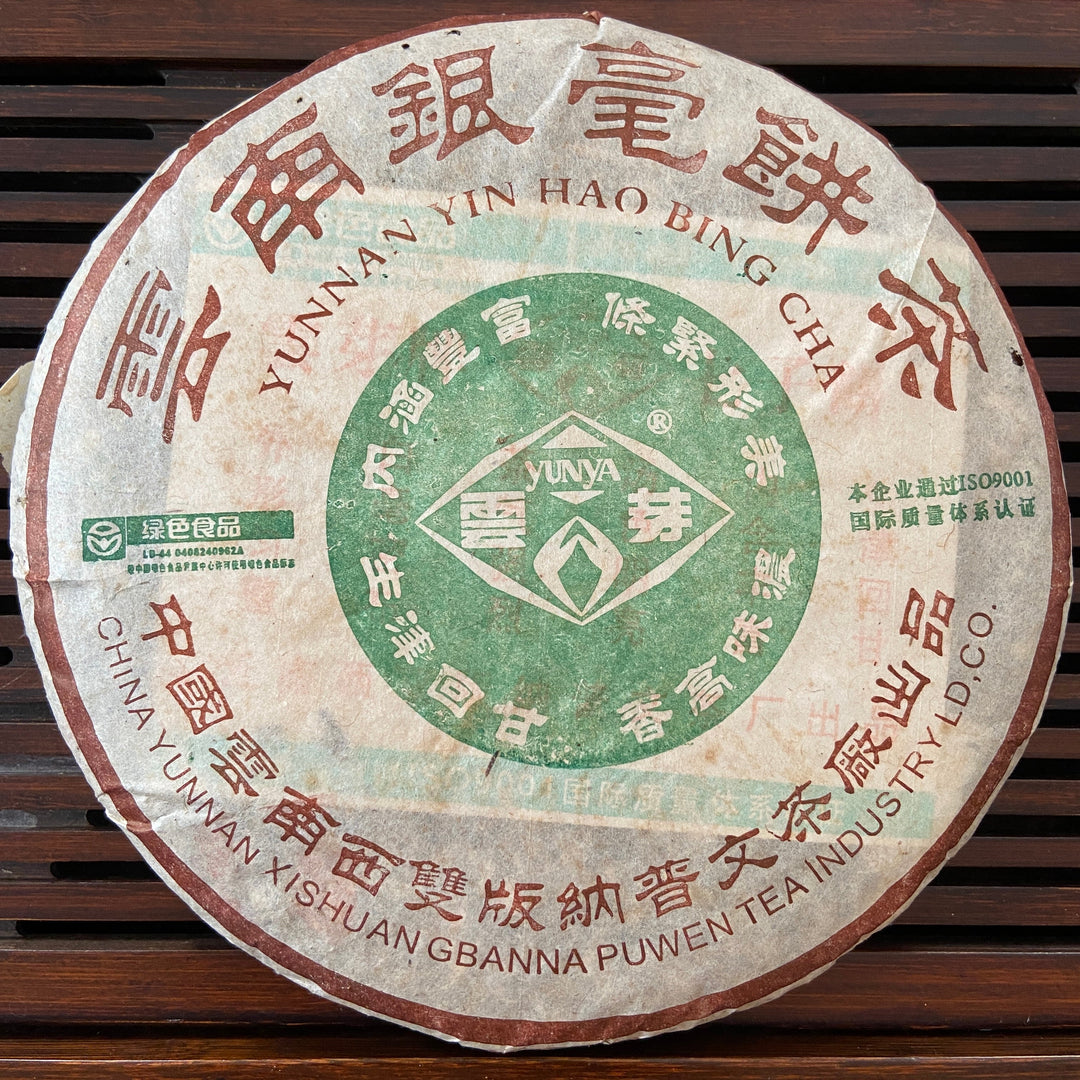 雲南銀毫餅茶
YUNNAN YIN HAO BING CHA
條緊形美
香高味濃
回甘生津
內涵豐富
®
YUNYA
雲芽
绿色食品
LB-44 0408240962A
本企业通过ISO9001
国际质量体系认证
中國雲南西雙版納普文茶廠出品
CHINA YUNNAN XISHUAN GBANNA PUWEN TEA INDUSTRY LD,CO.